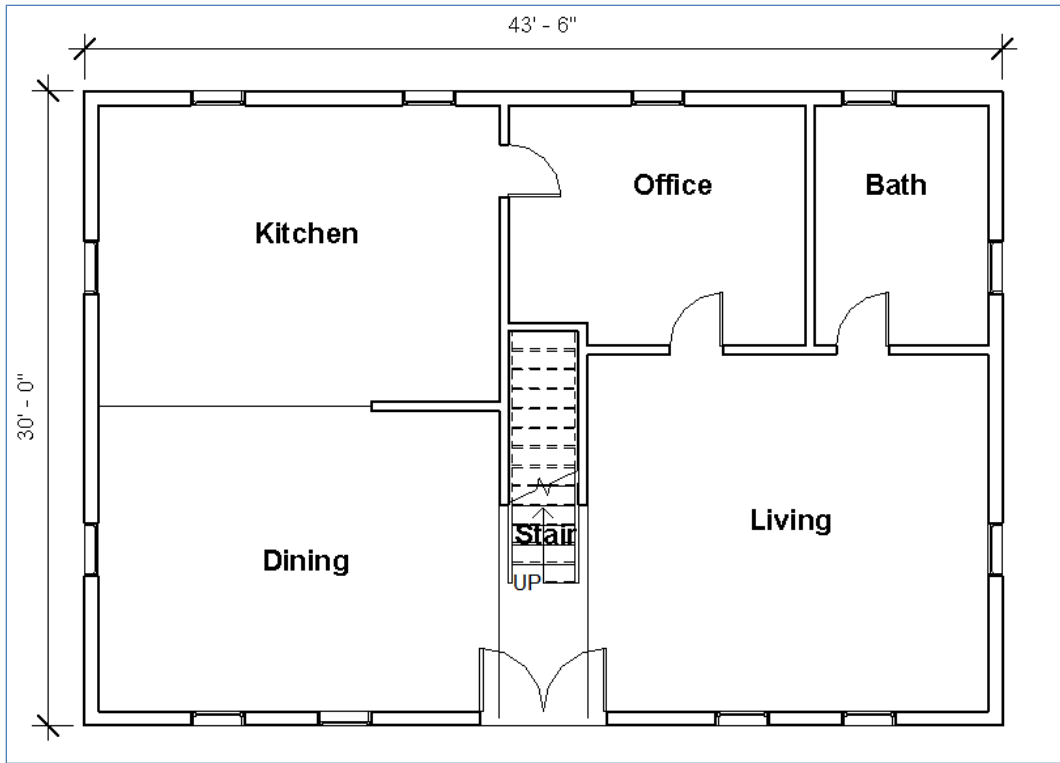 43' - 6"
Office
Bath
Kitchen
30' - 0"
Living
Stair
Dining
UP